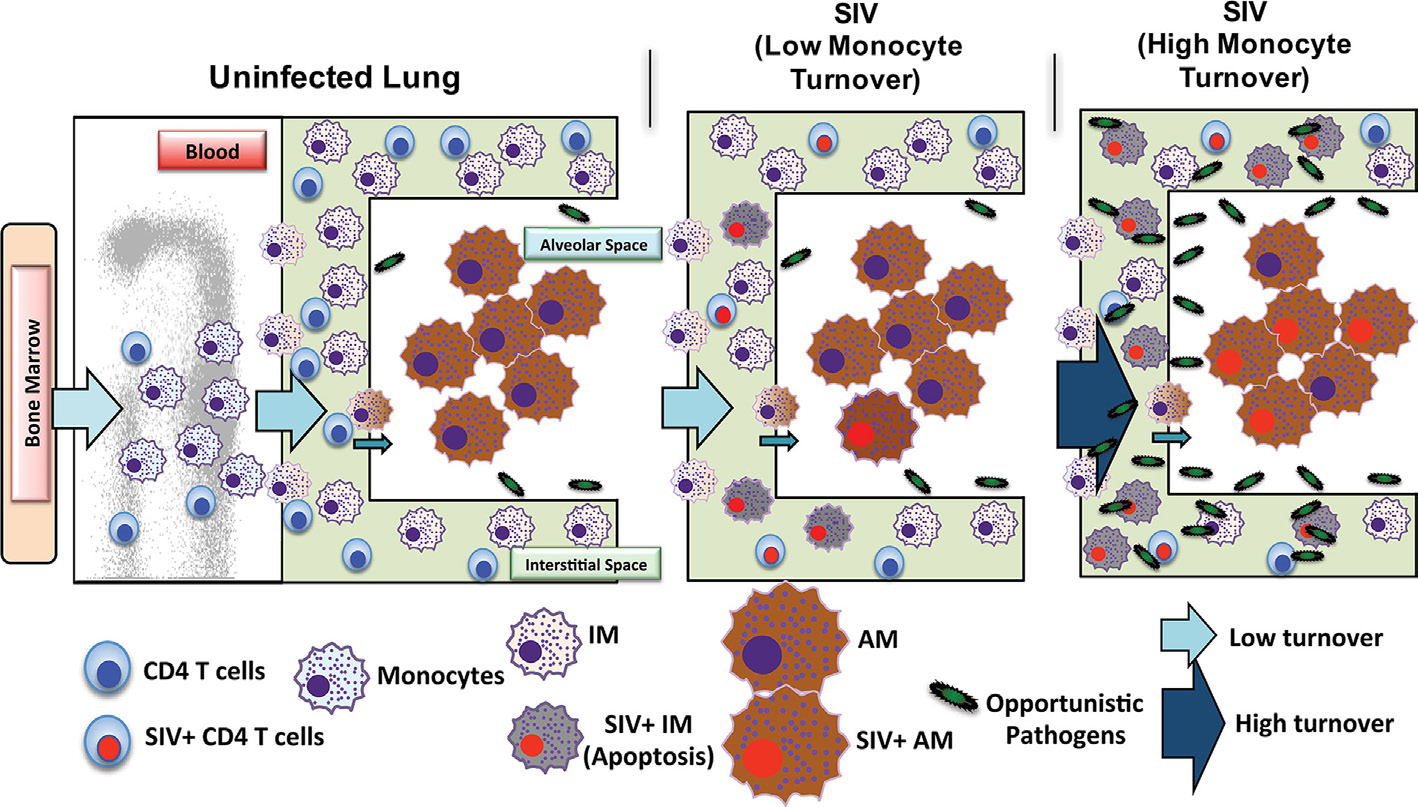 Uninfected Lung
SIV
(Low Monocyte
Turnover)
SIV
(High Monocyte
Turnover)
Blood
Bone Marrow
Alveolar Space
Interstitial Space
CD4 T cells
SIV+ CD4 T cells
Monocytes
IM
SIV+ IM
(Apoptosis)
AM
SIV+ AM
Opportunistic
Pathogens
Low turnover
High turnover